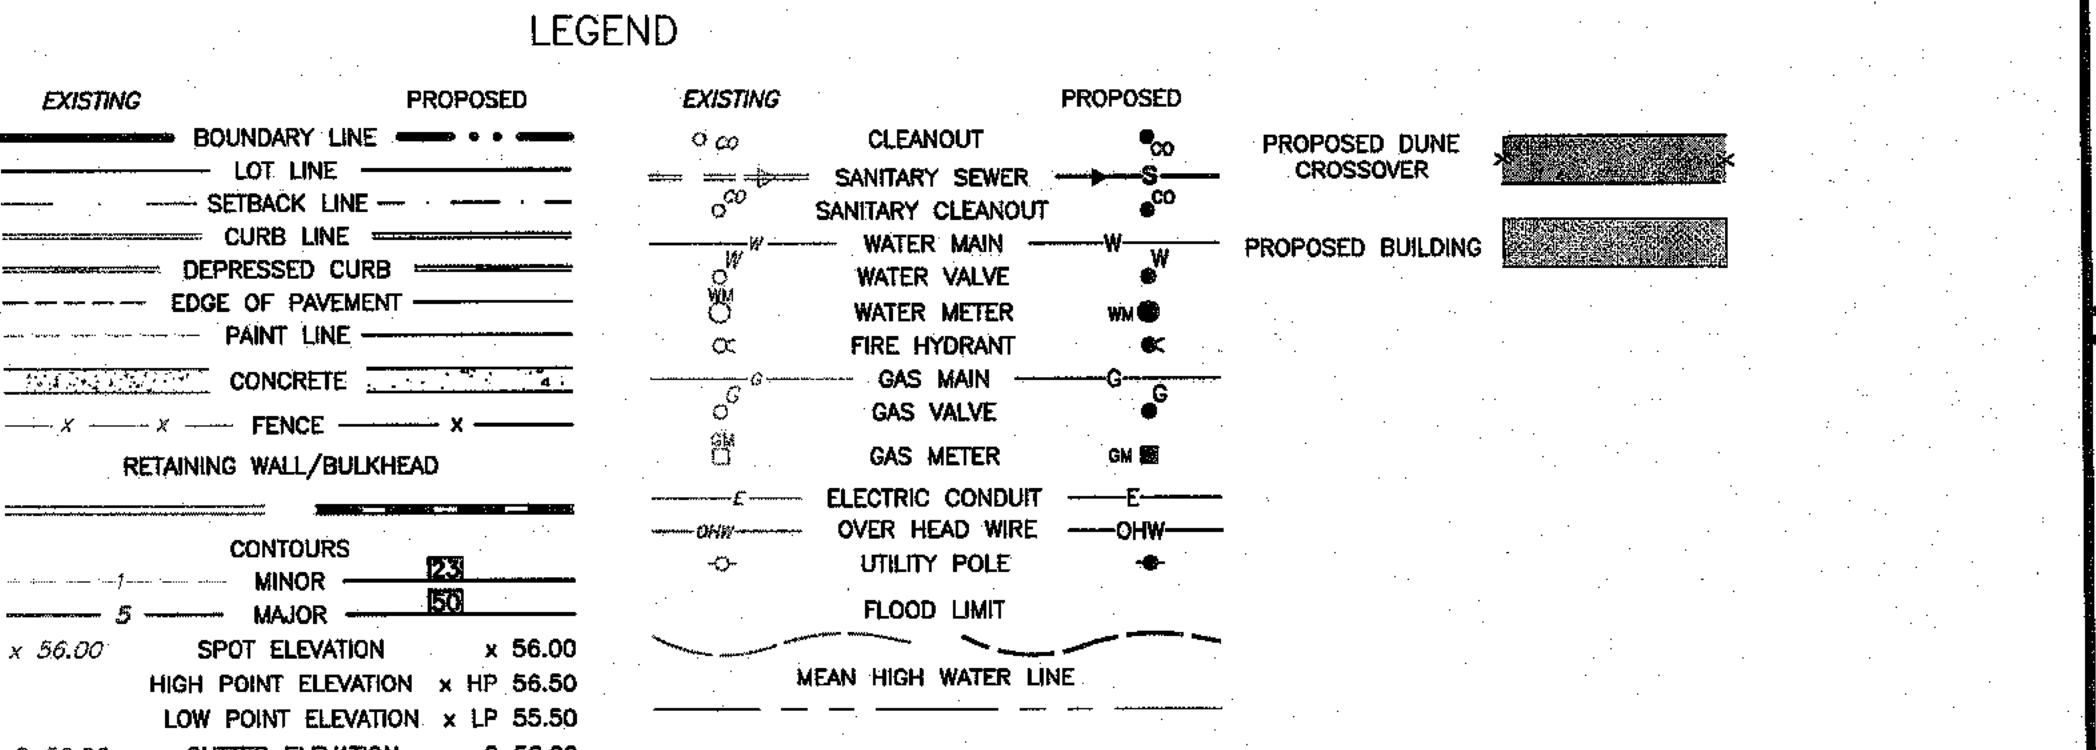 LEGEND
EXISTING PROPOSED
BOUNDARY LINE
LOT LINE
SETBACK LINE
CURB LINE
DEPRESSED CURB
EDGE OF PAVEMENT
PAINT LINE
CONCRETE
X X FENCE X
RETAINING WALL/BULKHEAD
CONTOURS
1 MINOR 23
5 MAJOR 50
x 56.00 SPOT ELEVATION x 56.00
HIGH POINT ELEVATION x HP 56.50
LOW POINT ELEVATION x LP 55.50
GUTTER ELEVATION
EXISTING PROPOSED
CO CLEANOUT CO
SANITARY SEWER S
CO SANITARY CLEANOUT CO
W WATER MAIN W
W WATER VALVE W
WM WATER METER WM
FIRE HYDRANT
G GAS MAIN G
G GAS VALVE G
GM GAS METER GM
E ELECTRIC CONDUIT E
OHW OVER HEAD WIRE OHW
UTILITY POLE
FLOOD LIMIT
MEAN HIGH WATER LINE
PROPOSED DUNE
CROSSOVER
PROPOSED BUILDING